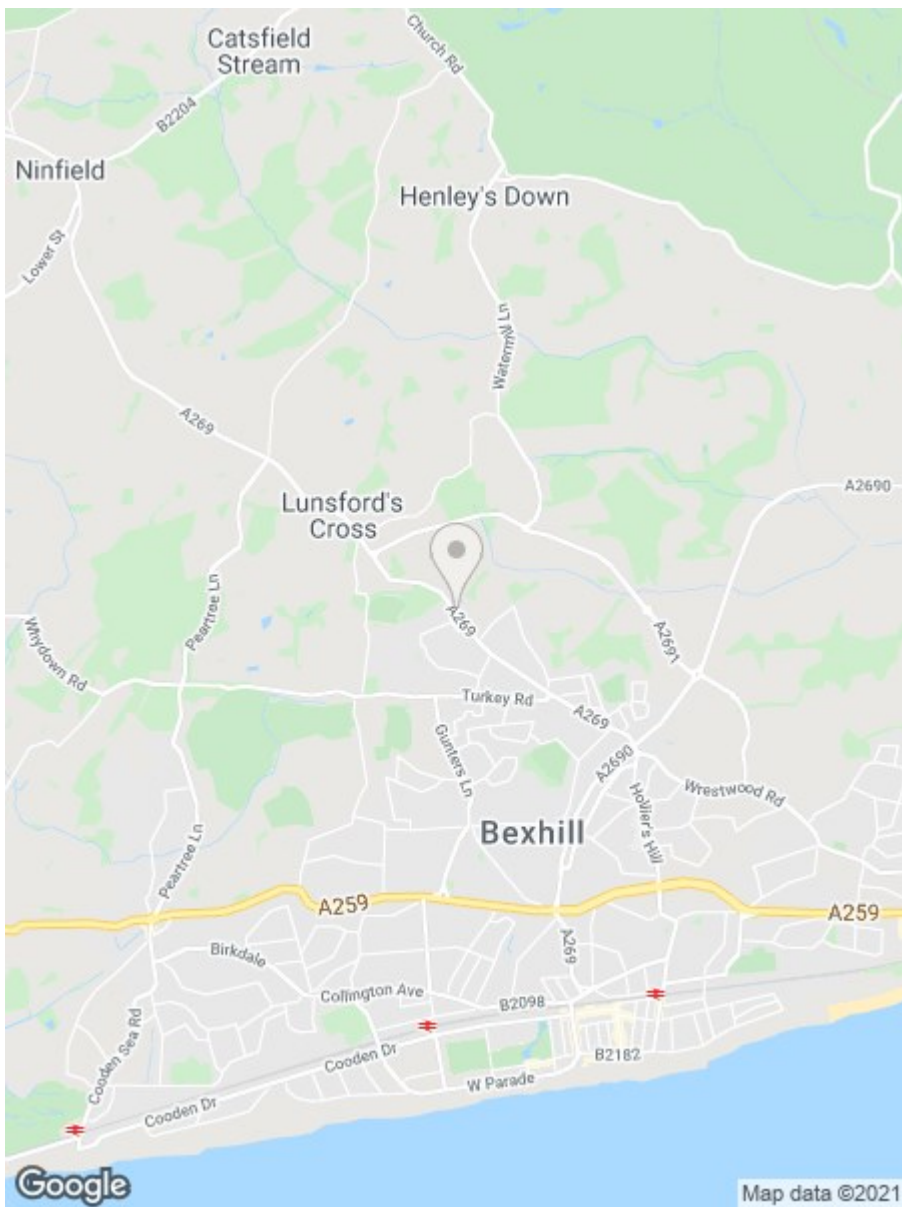 Catsfield
Stream
Church Rd
B2204
Ninfield
Henley's Down
Lower St
Watermill Ln
A269
A2690
Lunsford's
Cross
Peartree Ln
A269
A2691
Whydown Rd
Turkey Rd
A269
Gunters Ln
A2690
Wrestwood Rd
Hollier's Hill
Bexhill
Peartree Ln
A259
A259
Birkdale
A269
Collington Ave
B2098
Cooden Sea Rd
Cooden Dr
B2182
W Parade
Cooden Dr
Google
Map data ©2021